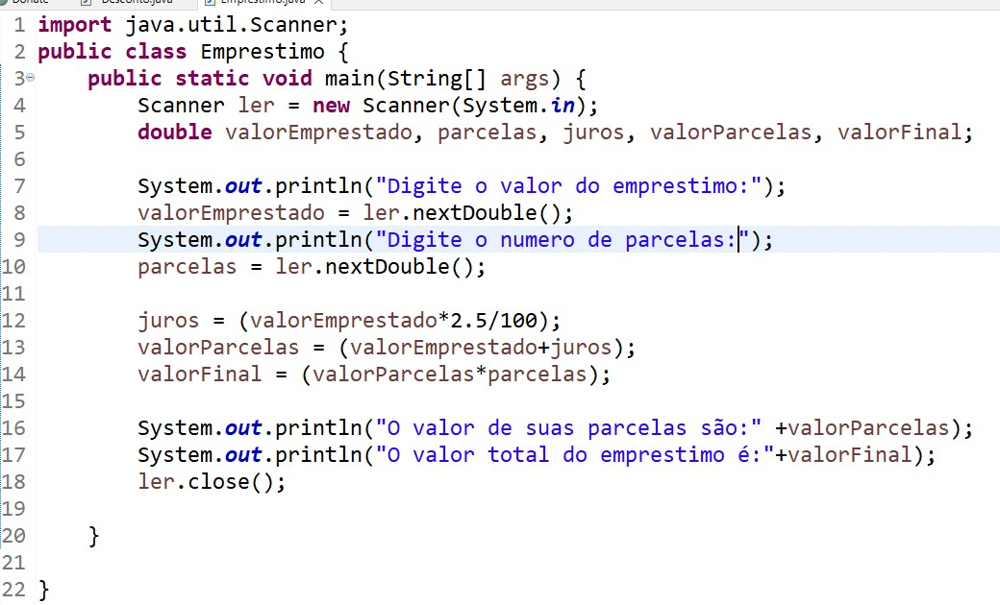 Donate Desconto.java Emprestimo.java
1 import java.util.Scanner;
2 public class Emprestimo {
3 public static void main(String[] args) {
4 Scanner ler = new Scanner(System.in);
5 double valorEmprestado, parcelas, juros, valorParcelas, valorFinal;
6
7 System.out.println("Digite o valor do emprestimo:");
8 valorEmprestado = ler.nextDouble();
9 System.out.println("Digite o numero de parcelas:");
10 parcelas = ler.nextDouble();
11
12 juros = (valorEmprestado*2.5/100);
13 valorParcelas = (valorEmprestado+juros);
14 valorFinal = (valorParcelas*parcelas);
15
16 System.out.println("O valor de suas parcelas são:" +valorParcelas);
17 System.out.println("O valor total do emprestimo é:"+valorFinal);
18 ler.close();
19
20 }
21
22 }